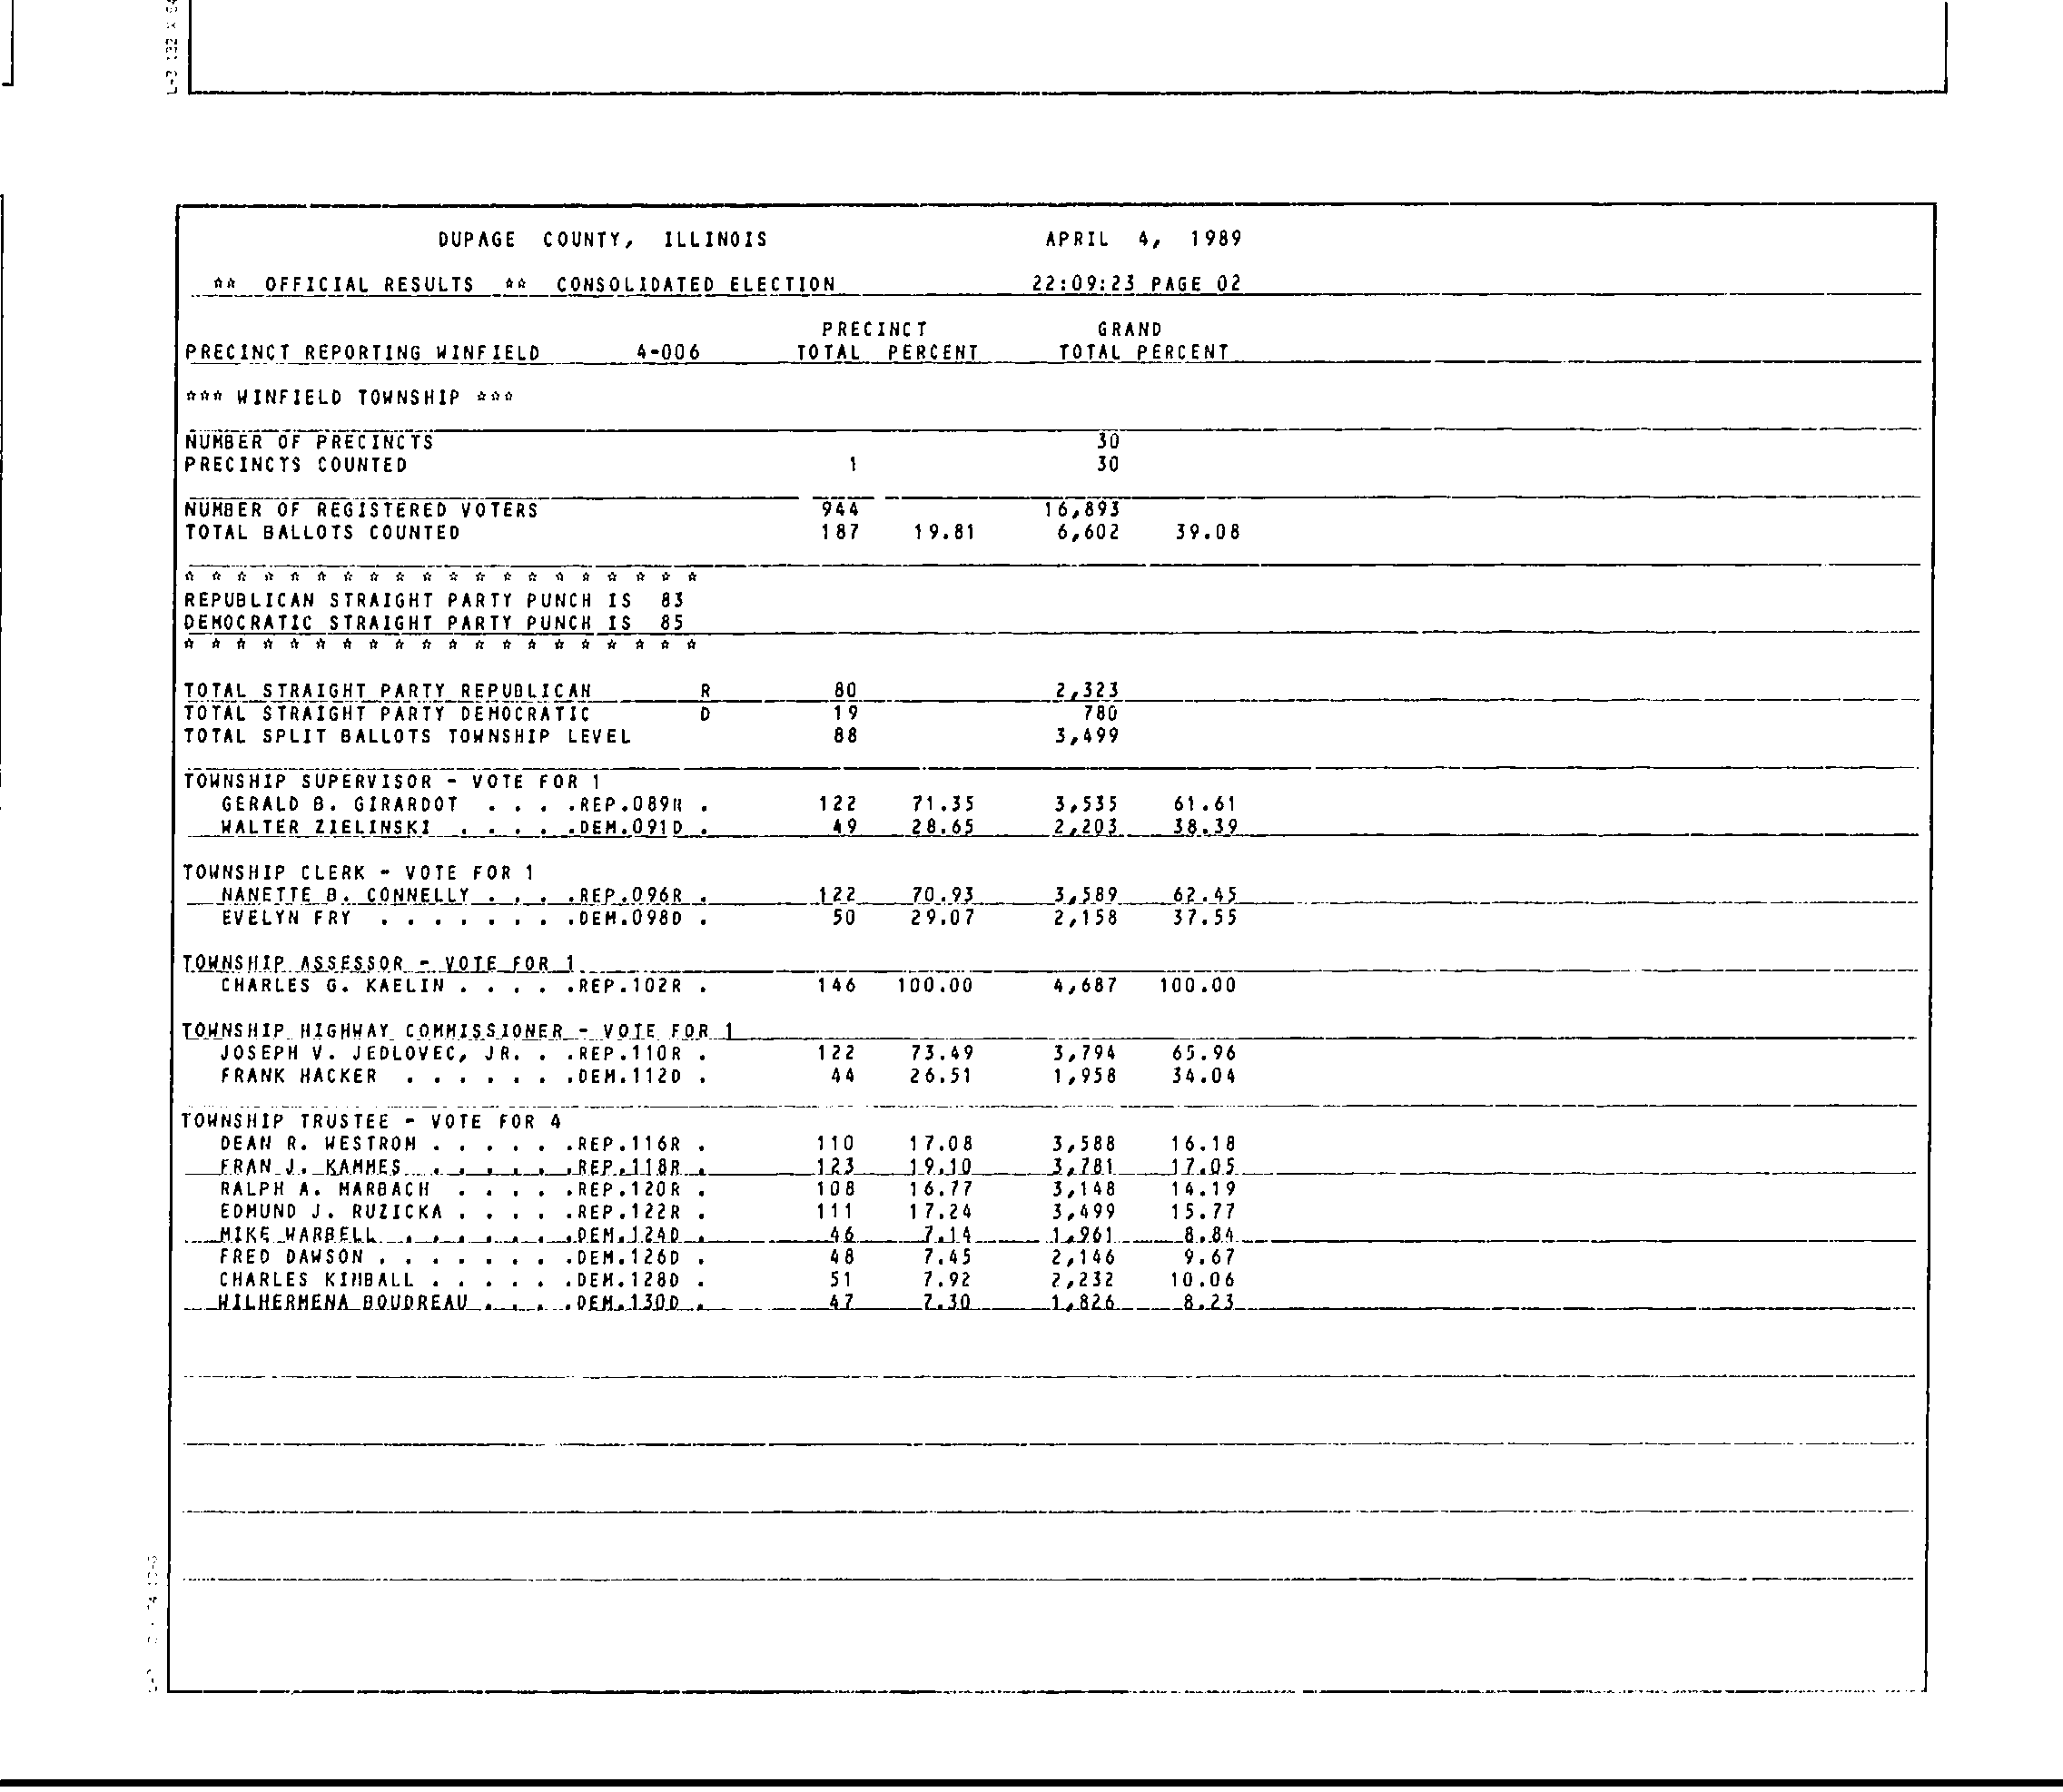 DUPAGE COUNTY, ILLINOIS APRIL 4, 1989
** OFFICIAL RESULTS ** CONSOLIDATED ELECTION 22:09:23 PAGE 02
PRECINCT GRAND
PRECINCT REPORTING WINFIELD 4-006 TOTAL PERCENT TOTAL PERCENT
*** WINFIELD TOWNSHIP ***
NUMBER OF PRECINCTS 30
PRECINCTS COUNTED 1 30
NUMBER OF REGISTERED VOTERS 944 16,893
TOTAL BALLOTS COUNTED 187 19.81 6,602 39.08
* * * * * * * * * * * * * * * * * * * *
REPUBLICAN STRAIGHT PARTY PUNCH IS 83
DEMOCRATIC STRAIGHT PARTY PUNCH IS 85
* * * * * * * * * * * * * * * * * * * *
TOTAL STRAIGHT PARTY REPUBLICAN R 80 2,323
TOTAL STRAIGHT PARTY DEMOCRATIC D 19 780
TOTAL SPLIT BALLOTS TOWNSHIP LEVEL 88 3,499
TOWNSHIP SUPERVISOR - VOTE FOR 1
GERALD B. GIRARDOT . . . .REP.089R . 122 71.35 3,535 61.61
WALTER ZIELINSKI . . . . .DEM.091D . 49 28.65 2,203 38.39
TOWNSHIP CLERK - VOTE FOR 1
NANETTE B. CONNELLY . . . .REP.096R . 122 70.93 3,589 62.45
EVELYN FRY . . . . . . . .DEM.098D . 50 29.07 2,158 37.55
TOWNSHIP ASSESSOR - VOTE FOR 1
CHARLES G. KAELIN . . . . .REP.102R . 146 100.00 4,687 100.00
TOWNSHIP HIGHWAY COMMISSIONER - VOTE FOR 1
JOSEPH V. JEDLOVEC, JR. . .REP.110R . 122 73.49 3,794 65.96
FRANK HACKER . . . . . . .DEM.112D . 44 26.51 1,958 34.04
TOWNSHIP TRUSTEE - VOTE FOR 4
DEAN R. WESTROM . . . . . .REP.116R . 110 17.08 3,588 16.18
FRAN J. KAMMES . . . . . .REP.118R . 123 19.10 3,781 17.05
RALPH A. MARBACH . . . . .REP.120R . 108 16.77 3,148 14.19
EDMUND J. RUZICKA . . . . .REP.122R . 111 17.24 3,499 15.77
MIKE WARBELL . . . . . . .DEM.124D . 46 7.14 1,961 8.84
FRED DAWSON . . . . . . . .DEM.126D . 48 7.45 2,146 9.67
CHARLES KIMBALL . . . . . .DEM.128D . 51 7.92 2,232 10.06
WILHERMENA BOUDREAU . . . .DEM.130D . 47 7.30 1,826 8.23